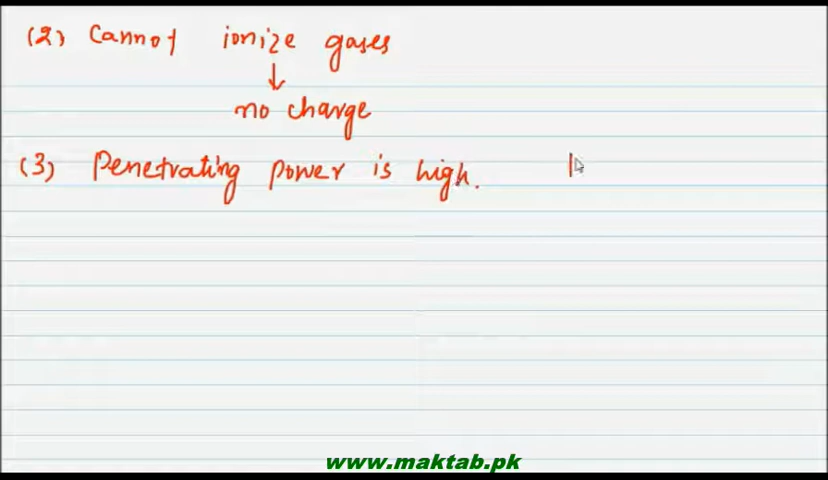 (2) Cannot ionize gases
↓
no charge
(3) Penetrating power is high.
www.maktab.pk